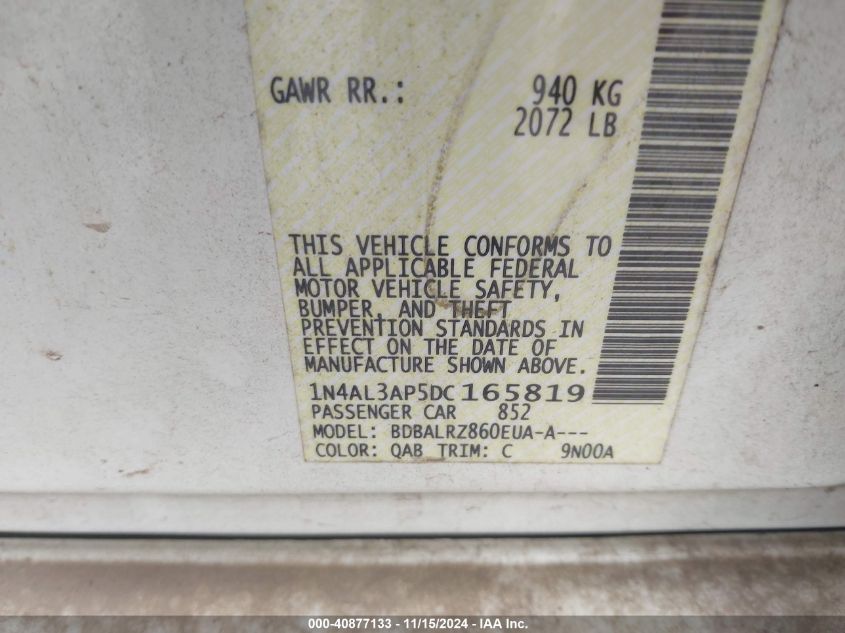 GAWR RR.: 940 KG
2072 LB
THIS VEHICLE CONFORMS TO
ALL APPLICABLE FEDERAL
MOTOR VEHICLE SAFETY,
BUMPER, AND THEFT
PREVENTION STANDARDS IN
EFFECT ON THE DATE OF
MANUFACTURE SHOWN ABOVE.
1N4AL3AP5DC165819
PASSENGER CAR 852
MODEL: BDBALRZ860EUA-A---
COLOR: QAB TRIM: C 9N00A
000-40877133 - 11/15/2024 - IAA Inc.